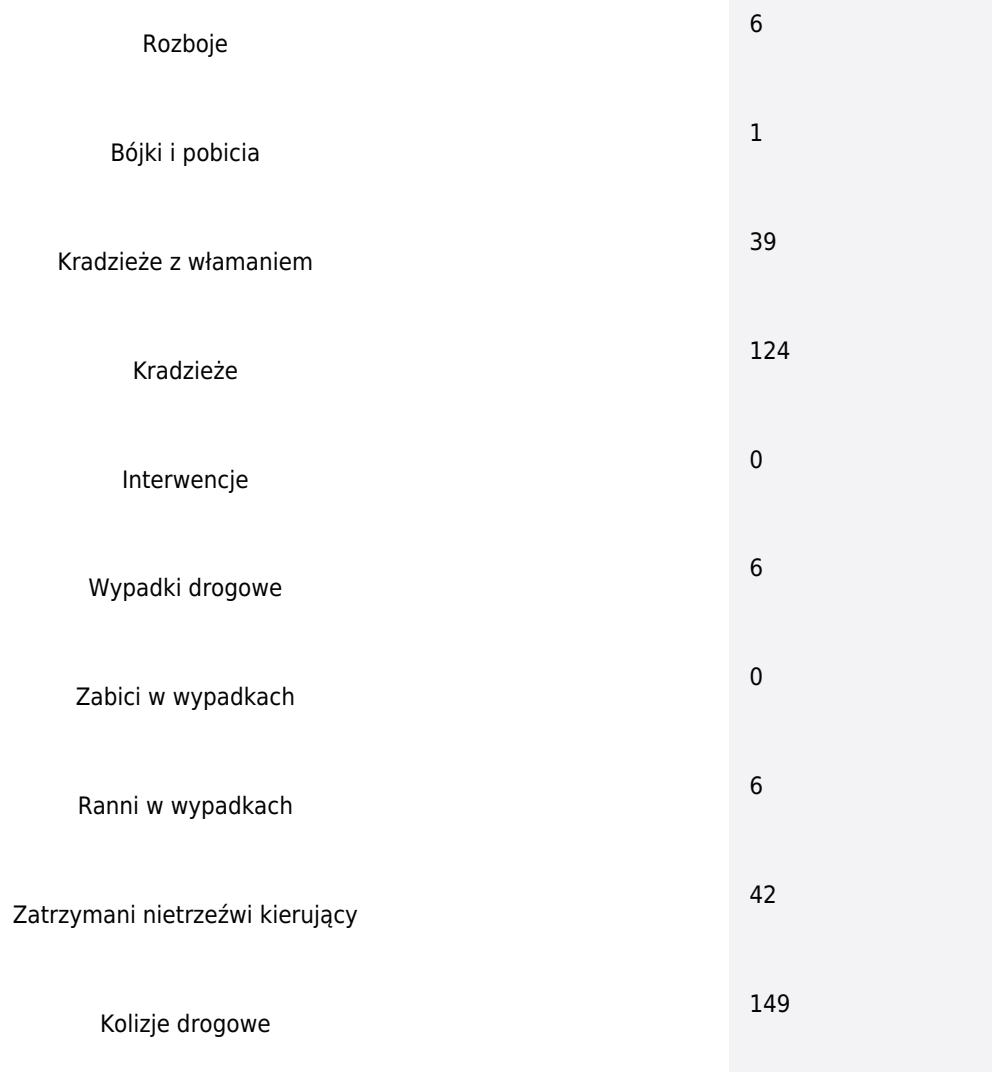 Rozboje
6
Bójki i pobicia
1
Kradzieże z włamaniem
39
Kradzieże
124
Interwencje
0
Wypadki drogowe
6
Zabici w wypadkach
0
Ranni w wypadkach
6
Zatrzymani nietrzeźwi kierujący
42
Kolizje drogowe
149